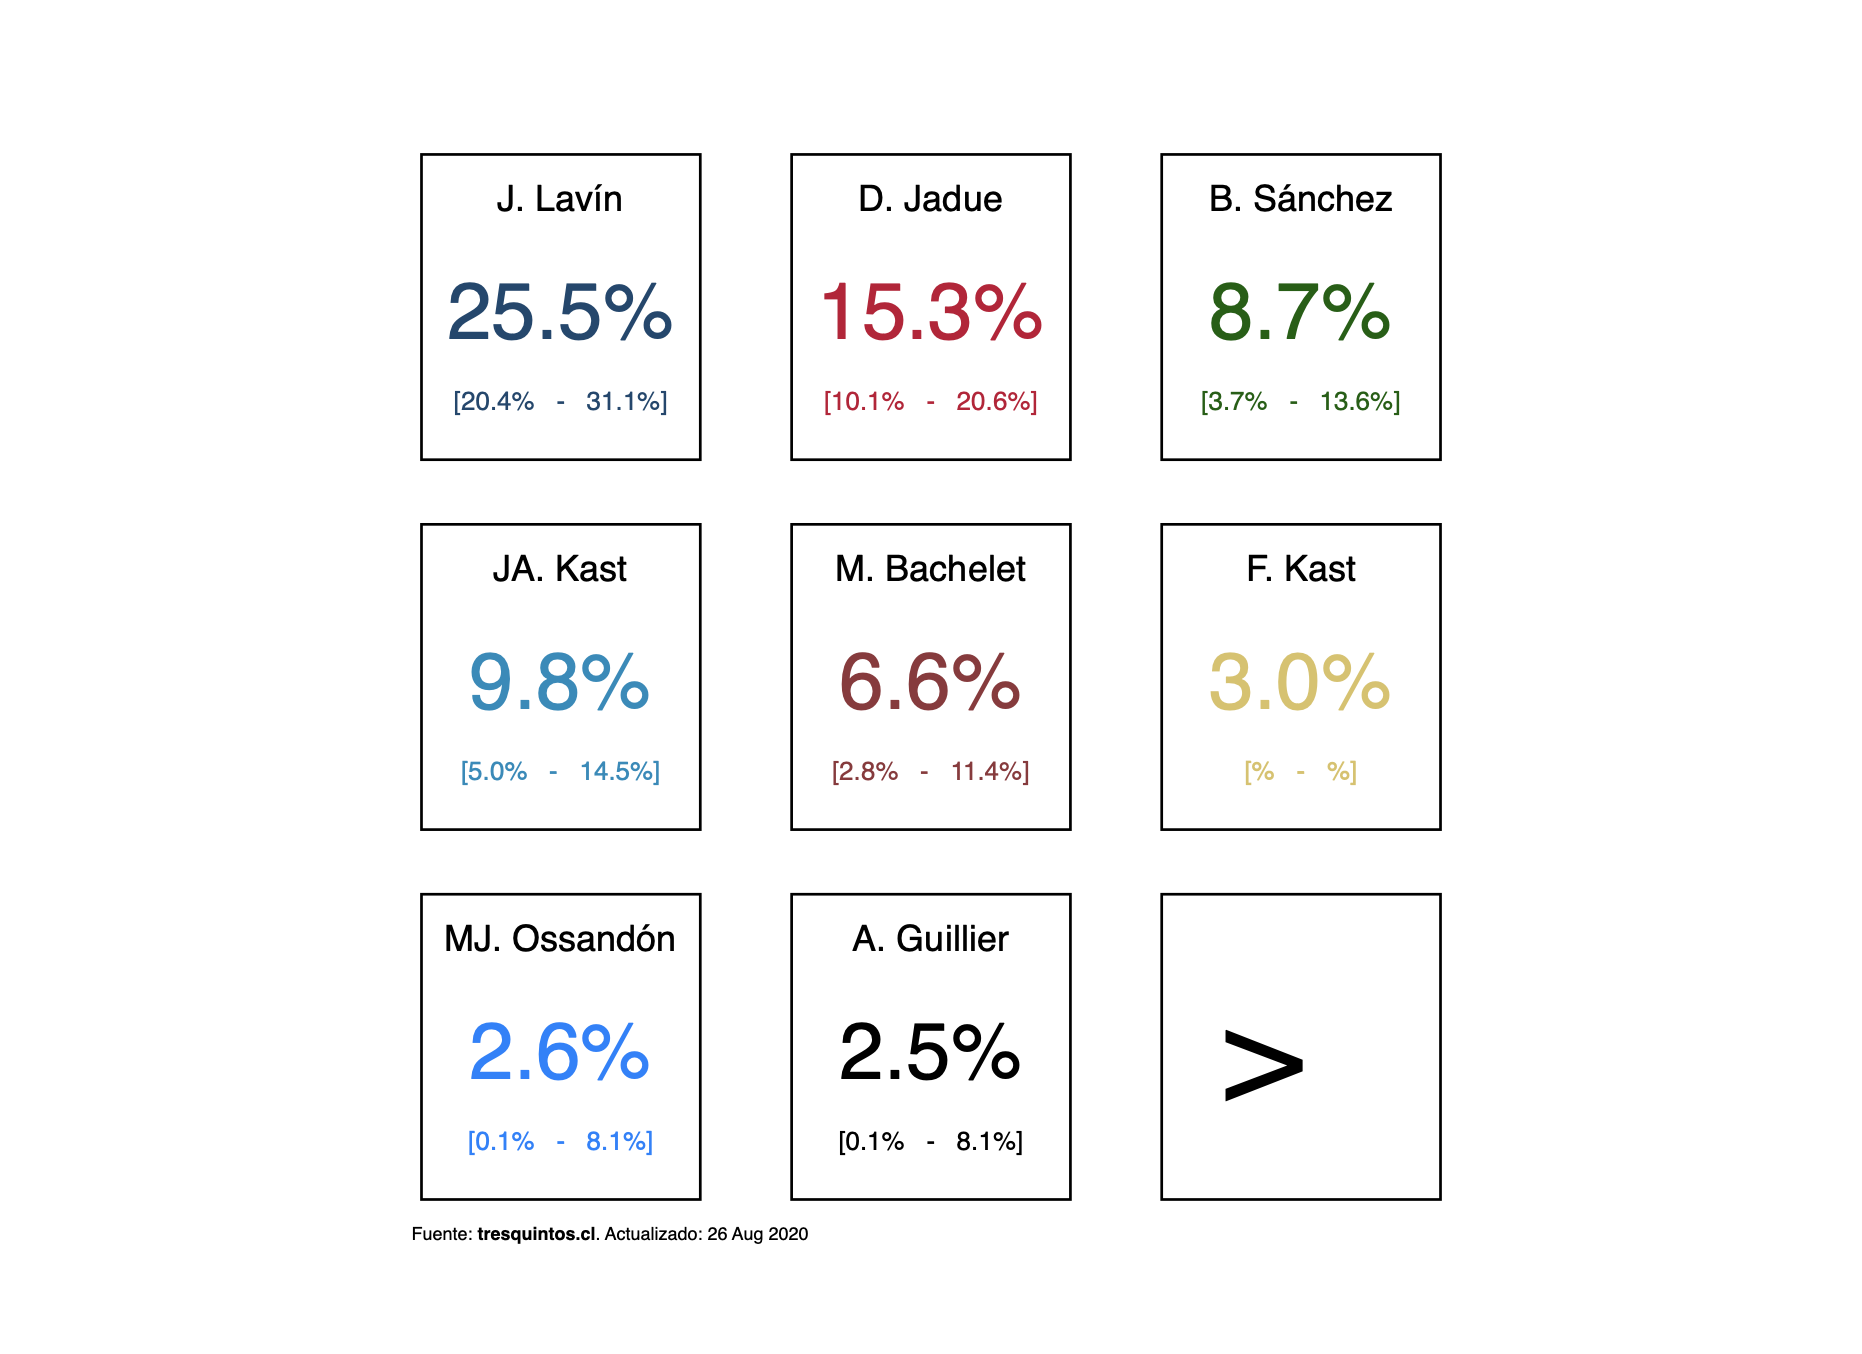 J. Lavín
25.5%
[20.4% - 31.1%]
D. Jadue
15.3%
[10.1% - 20.6%]
B. Sánchez
8.7%
[3.7% - 13.6%]
JA. Kast
9.8%
[5.0% - 14.5%]
M. Bachelet
6.6%
[2.8% - 11.4%]
F. Kast
3.0%
[% - %]
MJ. Ossandón
2.6%
[0.1% - 8.1%]
A. Guillier
2.5%
[0.1% - 8.1%]
>
Fuente: tresquintos.cl. Actualizado: 26 Aug 2020